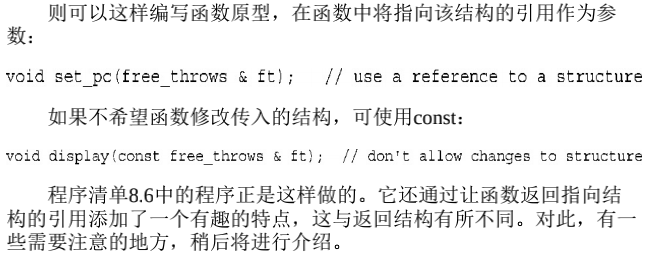 则可以这样编写函数原型，在函数中将指向该结构的引用作为参
数：
void set_pc(free_throws & ft);   // use a reference to a structure
如果不希望函数修改传入的结构，可使用const：
void display(const free_throws & ft);  // don't allow changes to structure
程序清单8.6中的程序正是这样做的。它还通过让函数返回指向结
构的引用添加了一个有趣的特点，这与返回结构有所不同。对此，有一
些需要注意的地方，稍后将进行介绍。